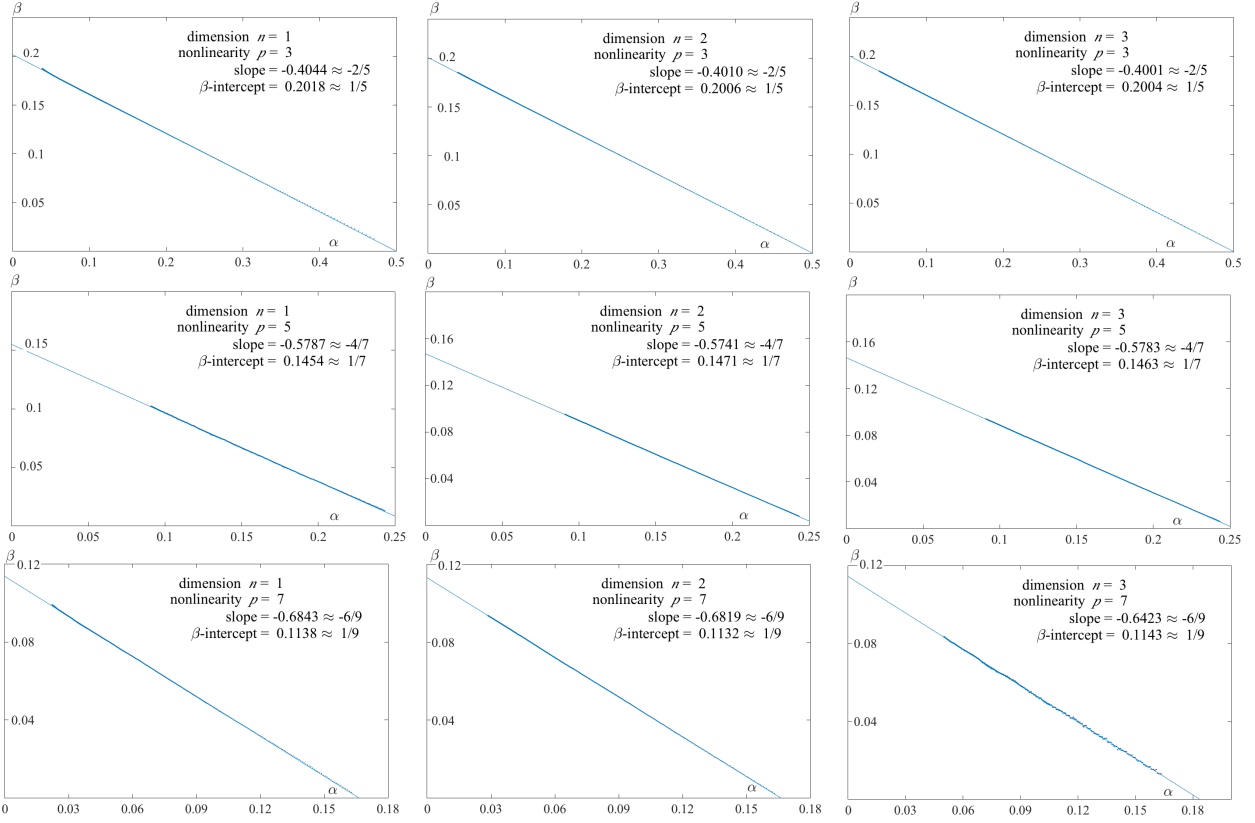 β
dimension n = 1
nonlinearity p = 3
slope = -0.4044 ≈ -2/5
β-intercept = 0.2018 ≈ 1/5
0.2
0.15
0.1
0.05
α
0 0.1 0.2 0.3 0.4 0.5
β
dimension n = 2
nonlinearity p = 3
slope = -0.4010 ≈ -2/5
β-intercept = 0.2006 ≈ 1/5
0.2
0.15
0.1
0.05
α
0 0.1 0.2 0.3 0.4 0.5
β
dimension n = 3
nonlinearity p = 3
slope = -0.4001 ≈ -2/5
β-intercept = 0.2004 ≈ 1/5
0.2
0.15
0.1
0.05
α
0 0.1 0.2 0.3 0.4 0.5
β
dimension n = 1
nonlinearity p = 5
slope = -0.5787 ≈ -4/7
β-intercept = 0.1454 ≈ 1/7
0.15
0.1
0.05
α
0 0.05 0.1 0.15 0.2 0.25
β
dimension n = 2
nonlinearity p = 5
slope = -0.5741 ≈ -4/7
β-intercept = 0.1471 ≈ 1/7
0.16
0.12
0.08
0.04
α
0 0.05 0.1 0.15 0.2 0.25
β
dimension n = 3
nonlinearity p = 5
slope = -0.5783 ≈ -4/7
β-intercept = 0.1463 ≈ 1/7
0.16
0.12
0.08
0.04
α
0 0.05 0.1 0.15 0.2 0.25
β
0.12
dimension n = 1
nonlinearity p = 7
slope = -0.6843 ≈ -6/9
β-intercept = 0.1138 ≈ 1/9
0.08
0.04
α
0 0.03 0.06 0.09 0.12 0.15 0.18
β
0.12
dimension n = 2
nonlinearity p = 7
slope = -0.6819 ≈ -6/9
β-intercept = 0.1132 ≈ 1/9
0.08
0.04
α
0 0.03 0.06 0.09 0.12 0.15 0.18
β
0.12
dimension n = 3
nonlinearity p = 7
slope = -0.6423 ≈ -6/9
β-intercept = 0.1143 ≈ 1/9
0.08
0.04
α
0 0.03 0.06 0.09 0.12 0.15 0.18